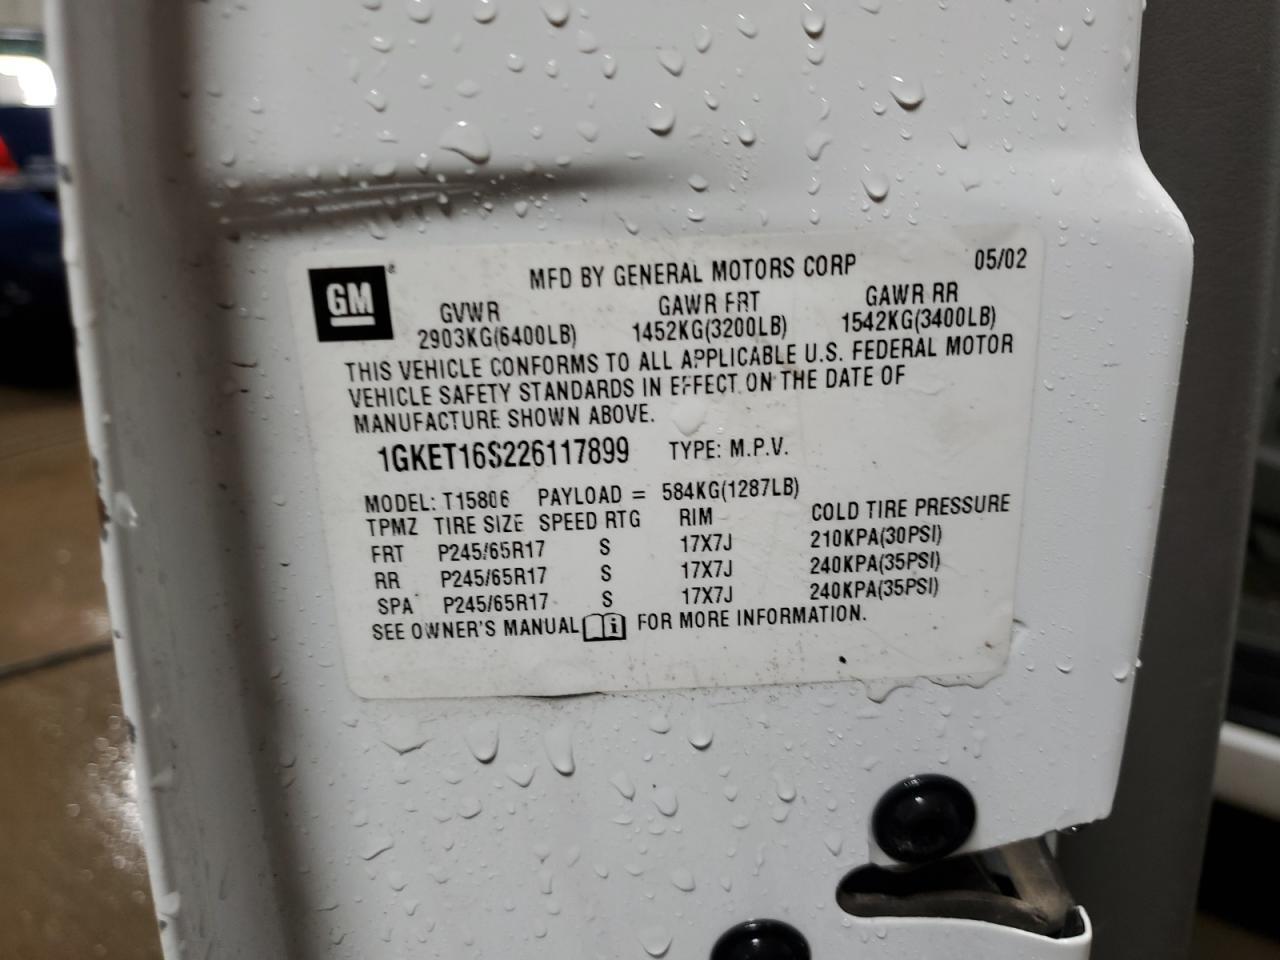 GM®
MFD BY GENERAL MOTORS CORP 05/02
GVWR GAWR FRT GAWR RR
2903KG(6400LB) 1452KG(3200LB) 1542KG(3400LB)
THIS VEHICLE CONFORMS TO ALL APPLICABLE U.S. FEDERAL MOTOR
VEHICLE SAFETY STANDARDS IN EFFECT ON THE DATE OF
MANUFACTURE SHOWN ABOVE.
1GKET16S226117899 TYPE: M.P.V.
MODEL: T15806 PAYLOAD = 584KG(1287LB)
TPMZ TIRE SIZE SPEED RTG RIM COLD TIRE PRESSURE
FRT P245/65R17 S 17X7J 210KPA(30PSI)
RR P245/65R17 S 17X7J 240KPA(35PSI)
SPA P245/65R17 S 17X7J 240KPA(35PSI)
SEE OWNER'S MANUAL i FOR MORE INFORMATION.